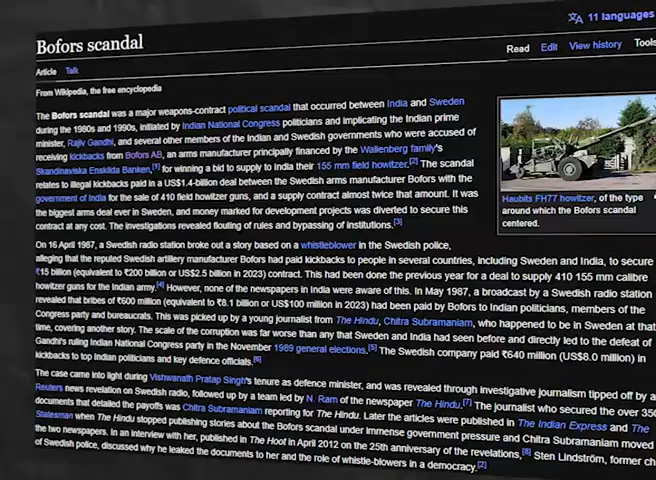 11 languages
Bofors scandal
Article Talk
Read Edit View history Tools
From Wikipedia, the free encyclopedia
The Bofors scandal was a major weapons-contract political scandal that occurred between India and Sweden
during the 1980s and 1990s, initiated by Indian National Congress politicians and implicating the Indian prime
minister, Rajiv Gandhi, and several other members of the Indian and Swedish governments who were accused of
receiving kickbacks from Bofors AB, an arms manufacturer principally financed by the Wallenberg family's
Skandinaviska Enskilda Banken,[1] for winning a bid to supply to India their 155 mm field howitzer.[2] The scandal
relates to illegal kickbacks paid in a US$1.4-billion deal between the Swedish arms manufacturer Bofors with the
government of India for the sale of 410 field howitzer guns, and a supply contract almost twice that amount. It was
the biggest arms deal ever in Sweden, and money marked for development projects was diverted to secure this
contract at any cost. The investigations revealed flouting of rules and bypassing of institutions.[3]
Haubits FH77 howitzer, of the type
around which the Bofors scandal
centered.
On 16 April 1987, a Swedish radio station broke out a story based on a whistleblower in the Swedish police,
alleging that the reputed Swedish artillery manufacturer Bofors had paid kickbacks to people in several countries, including Sweden and India, to secure
₹15 billion (equivalent to ₹200 billion or US$2.5 billion in 2023) contract. This had been done the previous year for a deal to supply 410 155 mm calibre
howitzer guns for the Indian army.[4] However, none of the newspapers in India were aware of this. In May 1987, a broadcast by a Swedish radio station
revealed that bribes of ₹600 million (equivalent to ₹8.1 billion or US$100 million in 2023) had been paid by Bofors to Indian politicians, members of the
Congress party and bureaucrats. This was picked up by a young journalist from The Hindu, Chitra Subramaniam, who happened to be in Sweden at that
time, covering another story. The scale of the corruption was far worse than any that Sweden and India had seen before and directly led to the defeat of
Gandhi's ruling Indian National Congress party in the November 1989 general elections.[5] The Swedish company paid ₹640 million (US$8.0 million) in
kickbacks to top Indian politicians and key defence officials.[6]
The case came into light during Vishwanath Pratap Singh's tenure as defence minister, and was revealed through investigative journalism tipped off by a
Reuters news revelation on Swedish radio, followed up by a team led by N. Ram of the newspaper The Hindu.[7] The journalist who secured the over 350
documents that detailed the payoffs was Chitra Subramaniam reporting for The Hindu. Later the articles were published in The Indian Express and The
Statesman when The Hindu stopped publishing stories about the Bofors scandal under immense government pressure and Chitra Subramaniam moved
the two newspapers. In an interview with her, published in The Hoot in April 2012 on the 25th anniversary of the revelations,[8] Sten Lindström, former ch
of Swedish police, discussed why he leaked the documents to her and the role of whistle-blowers in a democracy.[2]